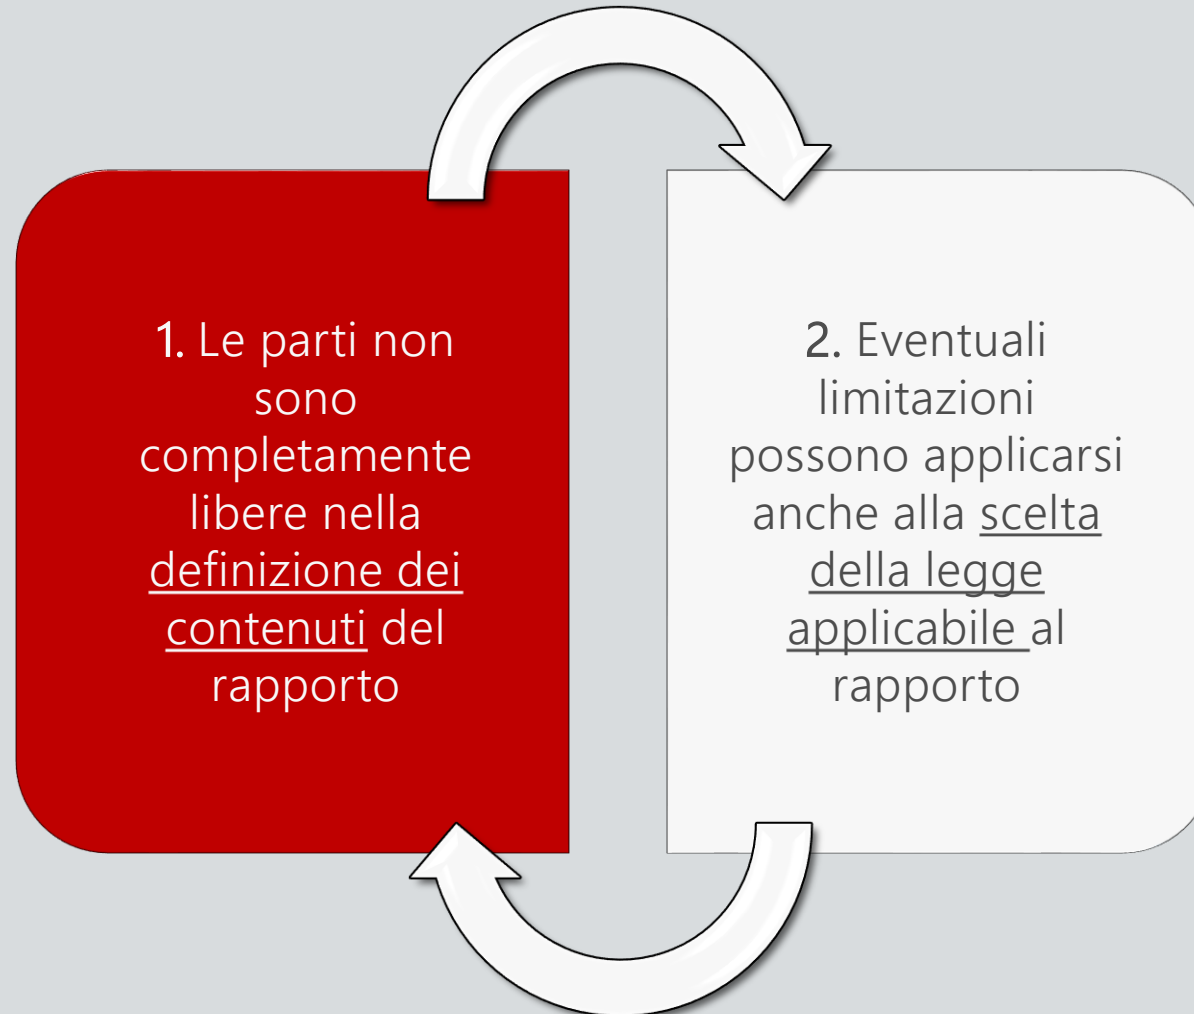 1. Le parti non
sono
completamente
libere nella
definizione dei
contenuti del
rapporto
2. Eventuali
limitazioni
possono applicarsi
anche alla scelta
della legge
applicabile al
rapporto